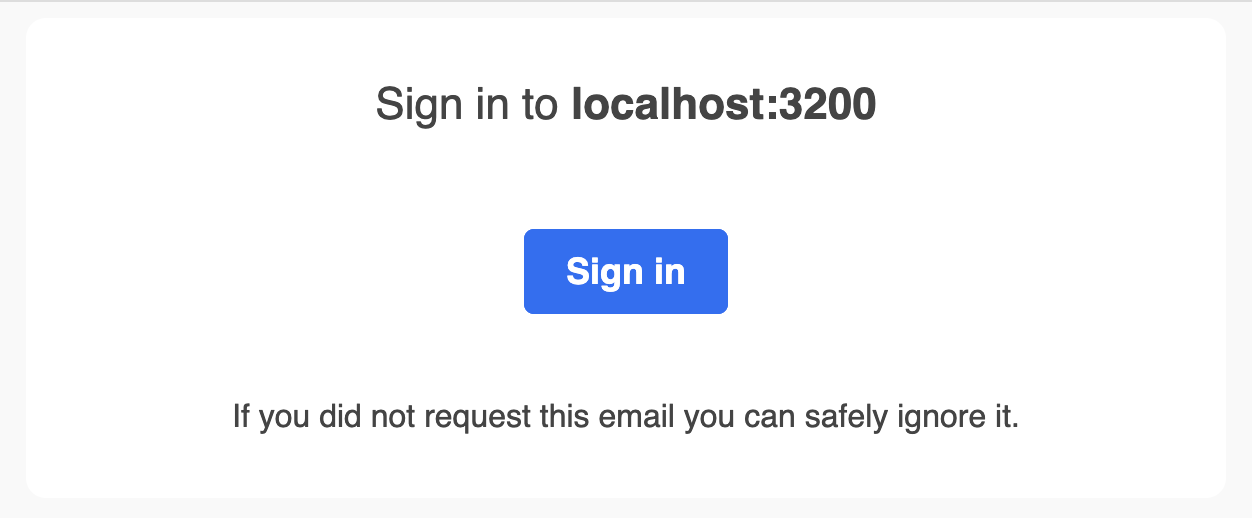 Sign in to localhost:3200
Sign in
If you did not request this email you can safely ignore it.